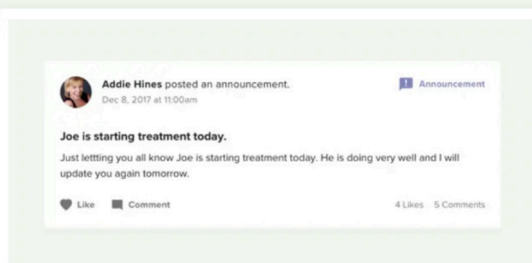 Addie Hines posted an announcement.
Announcement
Dec 8, 2017 at 11:00am
Joe is starting treatment today.
Just lettting you all know Joe is starting treatment today. He is doing very well and I will
update you again tomorrow.
Like Comment 4 Likes 5 Comments